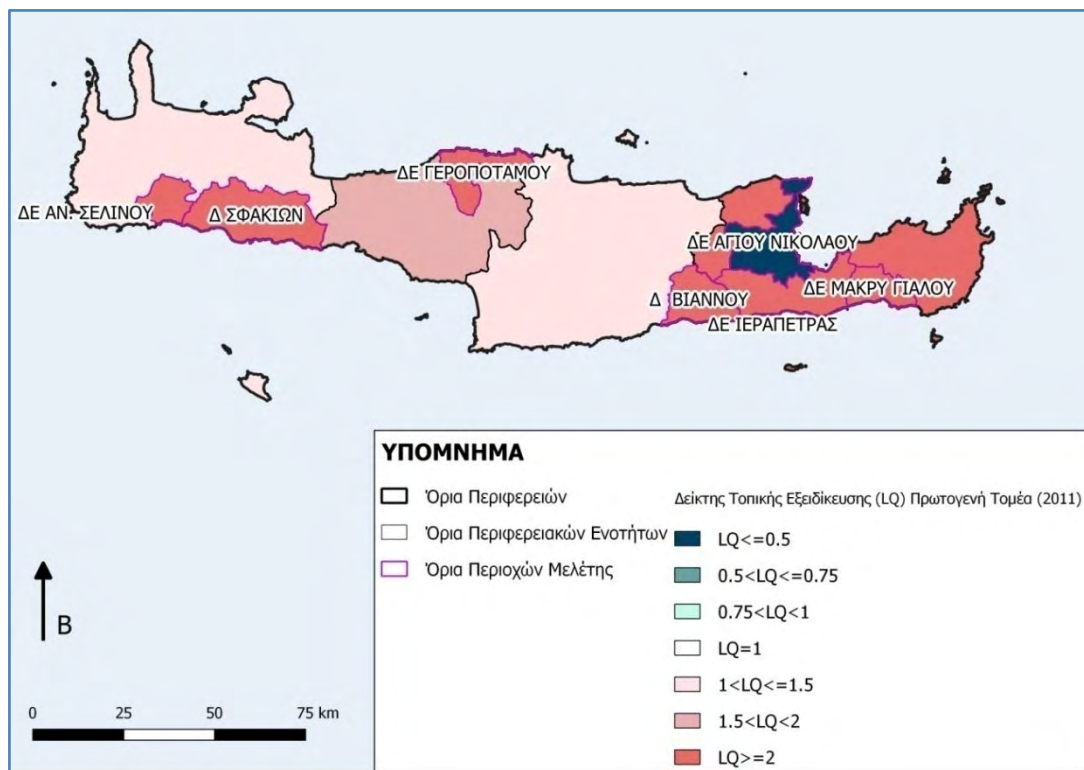 ΔΕ ΓΕΡΟΠΟΤΑΜΟΥ
ΔΕ ΑΝ. ΣΕΛΙΝΟΥ
Δ ΣΦΑΚΙΩΝ
ΔΕ ΑΓΙΟΥ ΝΙΚΟΛΑΟΥ
ΔΕ ΜΑΚΡΥ ΓΙΑΛΟΥ
Δ ΒΙΑΝΝΟΥ
ΔΕ ΙΕΡΑΠΕΤΡΑΣ
ΥΠΟΜΝΗΜΑ
Όρια Περιφερειών
Όρια Περιφερειακών Ενοτήτων
Όρια Περιοχών Μελέτης
Δείκτης Τοπικής Εξειδίκευσης (LQ) Πρωτογενή Τομέα (2011)
LQ<=0.5
0.5<LQ<=0.75
0.75<LQ<1
LQ=1
1<LQ<=1.5
1.5<LQ<2
LQ>=2
Β
0 25 50 75 km